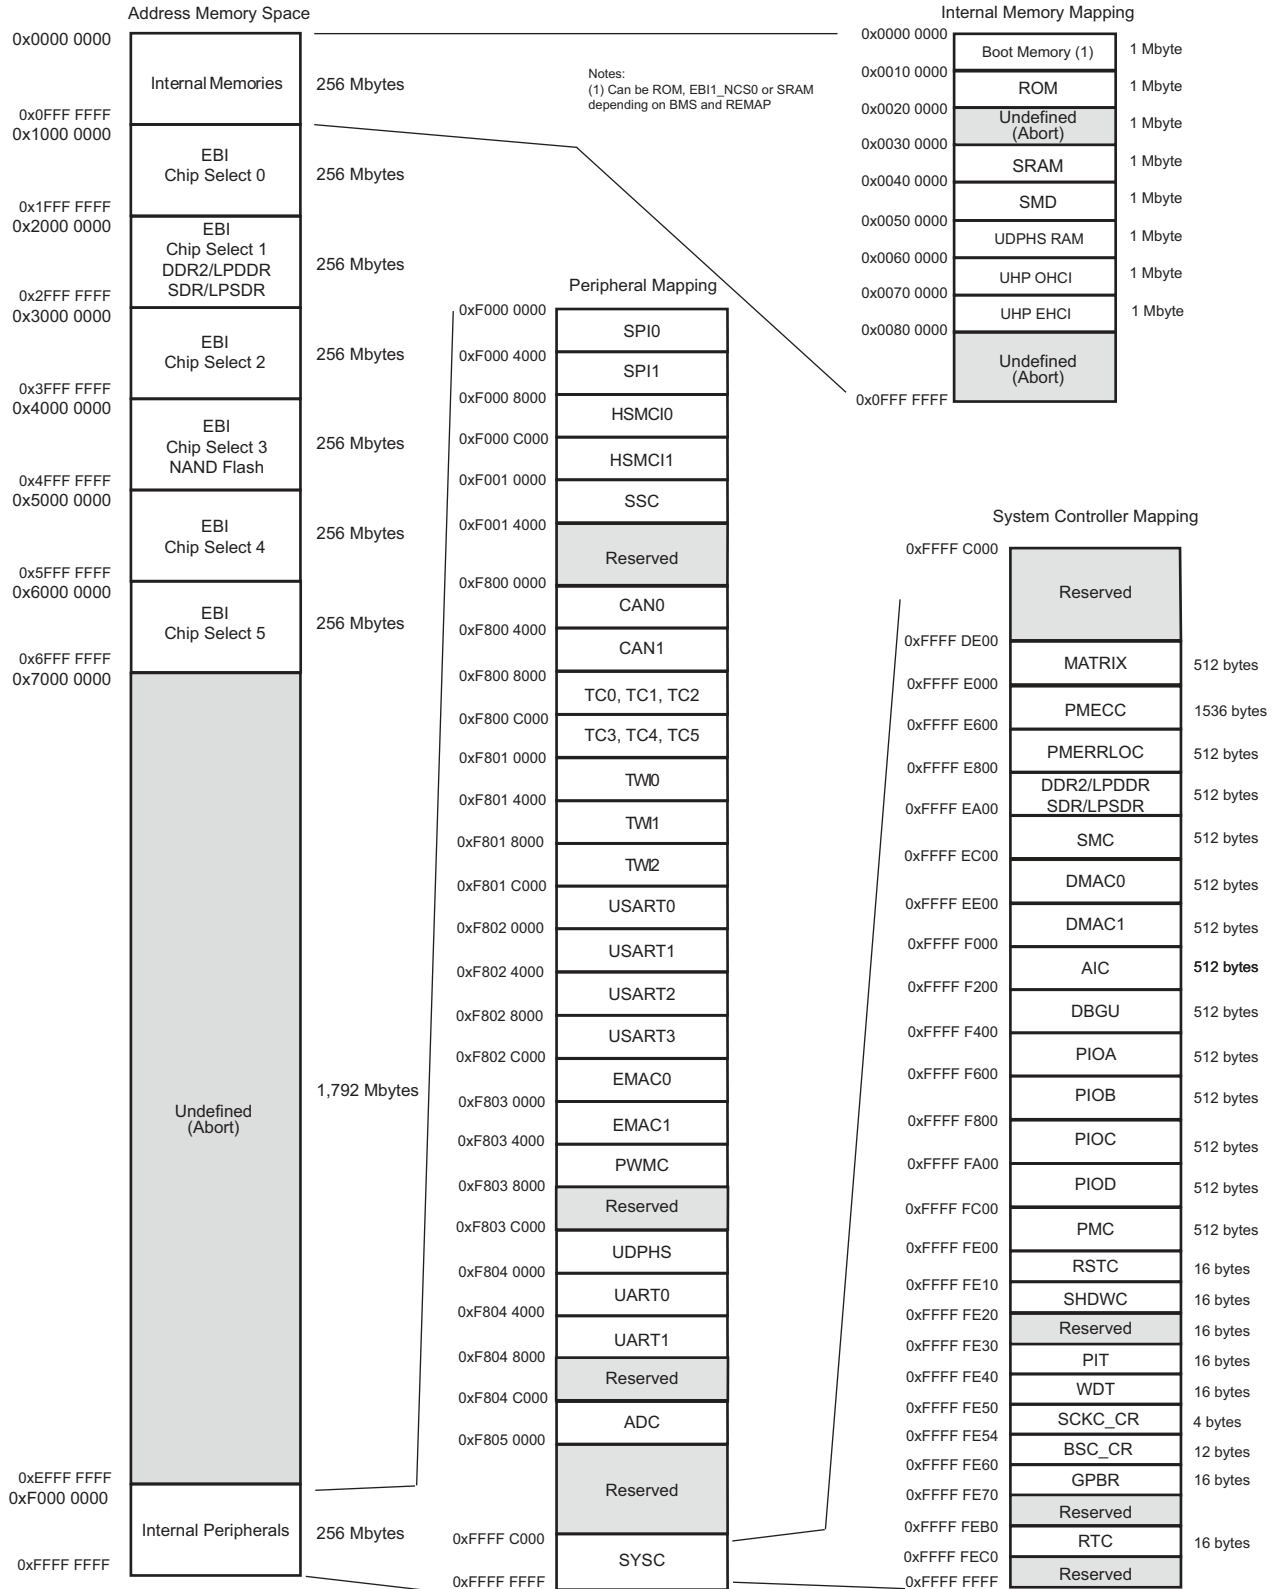 Address Memory Space
0x0000 0000
Internal Memories
256 Mbytes
0x0FFF FFFF
0x1000 0000
EBI
Chip Select 0
256 Mbytes
0x1FFF FFFF
0x2000 0000
EBI
Chip Select 1
DDR2/LPDDR
SDR/LPSDR
256 Mbytes
0x2FFF FFFF
0x3000 0000
EBI
Chip Select 2
256 Mbytes
0x3FFF FFFF
0x4000 0000
EBI
Chip Select 3
NAND Flash
256 Mbytes
0x4FFF FFFF
0x5000 0000
EBI
Chip Select 4
256 Mbytes
0x5FFF FFFF
0x6000 0000
EBI
Chip Select 5
256 Mbytes
0x6FFF FFFF
0x7000 0000
Undefined
(Abort)
1,792 Mbytes
0xEFFF FFFF
0xF000 0000
Internal Peripherals
256 Mbytes
0xFFFF FFFF
Notes:
(1) Can be ROM, EBI1_NCS0 or SRAM
depending on BMS and REMAP
Peripheral Mapping
0xF000 0000
SPI0
0xF000 4000
SPI1
0xF000 8000
HSMCI0
0xF000 C000
HSMCI1
0xF001 0000
SSC
0xF001 4000
Reserved
0xF800 0000
CAN0
0xF800 4000
CAN1
0xF800 8000
TC0, TC1, TC2
0xF800 C000
TC3, TC4, TC5
0xF801 0000
TWI0
0xF801 4000
TWI1
0xF801 8000
TWI2
0xF801 C000
USART0
0xF802 0000
USART1
0xF802 4000
USART2
0xF802 8000
USART3
0xF802 C000
EMAC0
0xF803 0000
EMAC1
0xF803 4000
PWMC
0xF803 8000
Reserved
0xF803 C000
UDPHS
0xF804 0000
UART0
0xF804 4000
UART1
0xF804 8000
Reserved
0xF804 C000
ADC
0xF805 0000
Reserved
0xFFFF C000
SYSC
0xFFFF FFFF
Internal Memory Mapping
0x0000 0000
Boot Memory (1)
1 Mbyte
0x0010 0000
ROM
1 Mbyte
0x0020 0000
Undefined
(Abort)
1 Mbyte
0x0030 0000
SRAM
1 Mbyte
0x0040 0000
SMD
1 Mbyte
0x0050 0000
UDPHS RAM
1 Mbyte
0x0060 0000
UHP OHCI
1 Mbyte
0x0070 0000
UHP EHCI
1 Mbyte
0x0080 0000
Undefined
(Abort)
0x0FFF FFFF
System Controller Mapping
0xFFFF C000
Reserved
0xFFFF DE00
MATRIX
512 bytes
0xFFFF E000
PMECC
1536 bytes
0xFFFF E600
PMERRLOC
512 bytes
0xFFFF E800
DDR2/LPDDR
SDR/LPSDR
512 bytes
0xFFFF EA00
SMC
512 bytes
0xFFFF EC00
DMAC0
512 bytes
0xFFFF EE00
DMAC1
512 bytes
0xFFFF F000
AIC
512 bytes
0xFFFF F200
DBGU
512 bytes
0xFFFF F400
PIOA
512 bytes
0xFFFF F600
PIOB
512 bytes
0xFFFF F800
PIOC
512 bytes
0xFFFF FA00
PIOD
512 bytes
0xFFFF FC00
PMC
512 bytes
0xFFFF FE00
RSTC
16 bytes
0xFFFF FE10
SHDWC
16 bytes
0xFFFF FE20
Reserved
16 bytes
0xFFFF FE30
PIT
16 bytes
0xFFFF FE40
WDT
16 bytes
0xFFFF FE50
SCKC_CR
4 bytes
0xFFFF FE54
BSC_CR
12 bytes
0xFFFF FE60
GPBR
16 bytes
0xFFFF FE70
Reserved
0xFFFF FEB0
RTC
16 bytes
0xFFFF FEC0
Reserved
0xFFFF FFFF